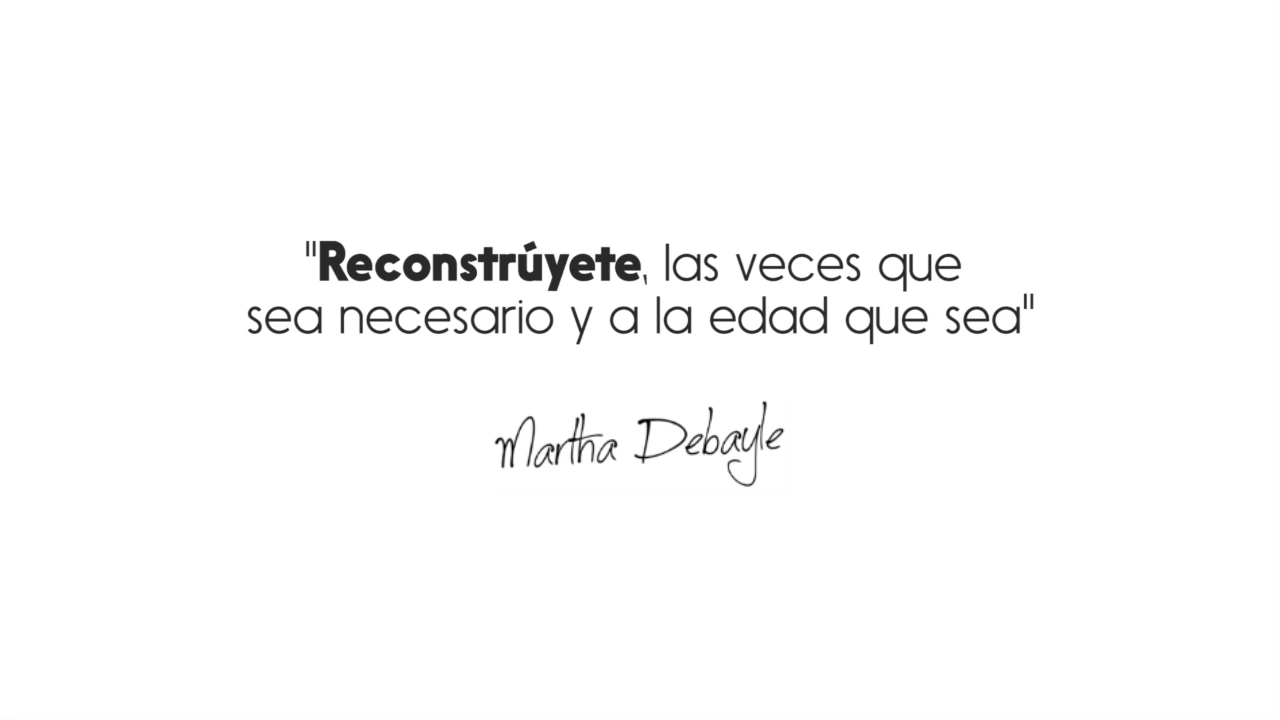 "Reconstrúyete, las veces que
sea necesario y a la edad que sea"
Martha Debayle